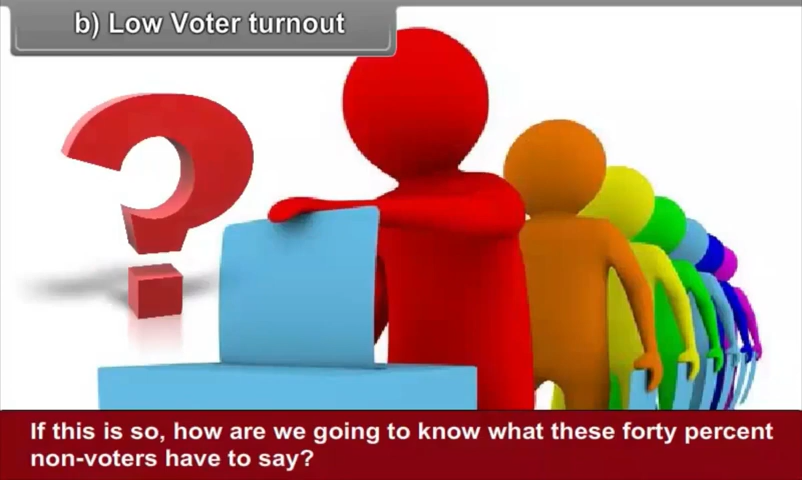 b) Low Voter turnout
If this is so, how are we going to know what these forty percent
non-voters have to say?